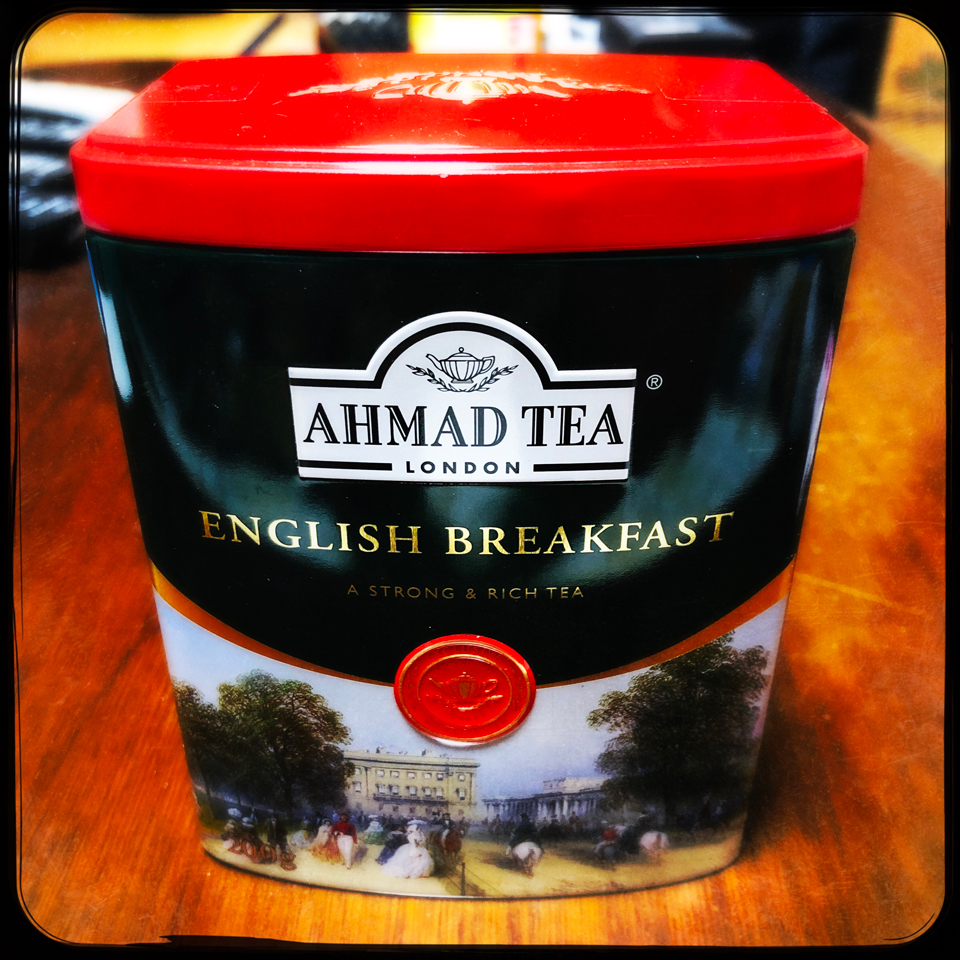 AHMAD TEA
LONDON
®
ENGLISH BREAKFAST
A STRONG & RICH TEA